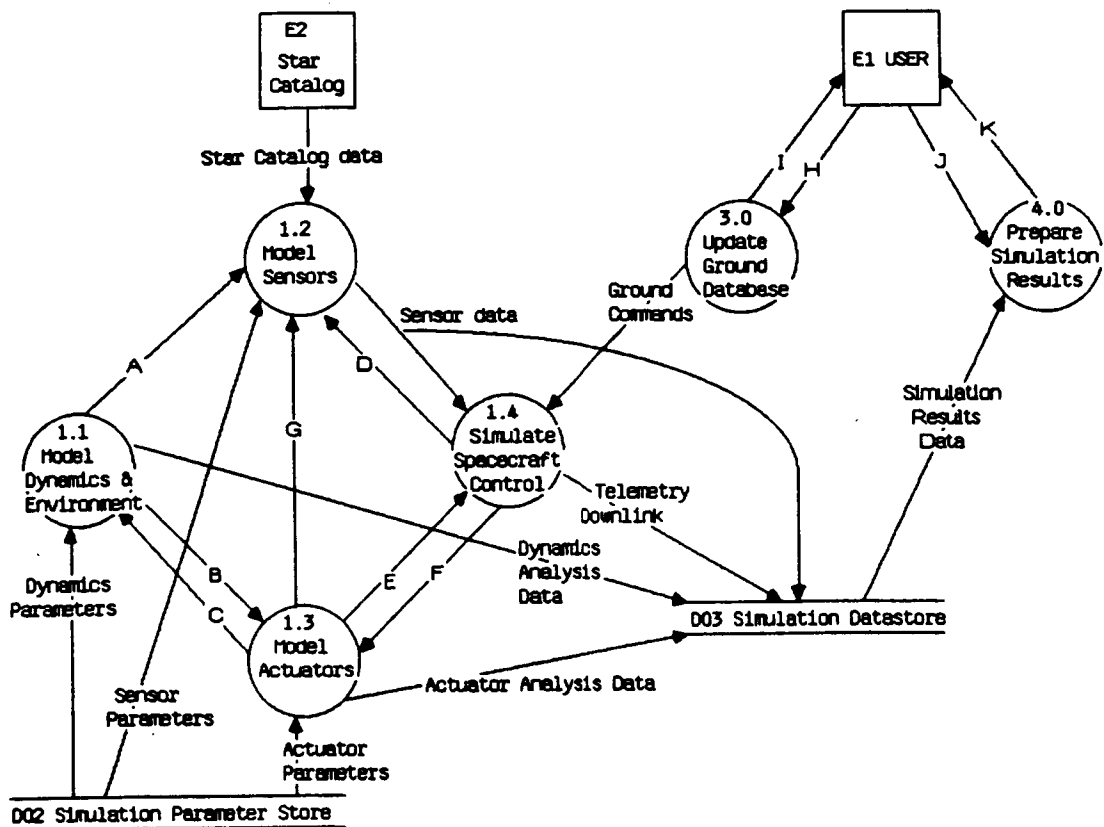 E2
Star
Catalog
E1 USER
Star Catalog data
I
H
J
K
1.2
Model
Sensors
3.0
Update
Ground
Database
4.0
Prepare
Simulation
Results
Ground
Commands
Sensor data
A
D
G
1.4
Simulate
Spacecraft
Control
Simulation
Results
Data
1.1
Model
Dynamics &
Environment
Telemetry
Downlink
Dynamics
Analysis
Data
B
C
E
F
Dynamics
Parameters
1.3
Model
Actuators
D03 Simulation Datastore
Actuator Analysis Data
Sensor
Parameters
Actuator
Parameters
D02 Simulation Parameter Store